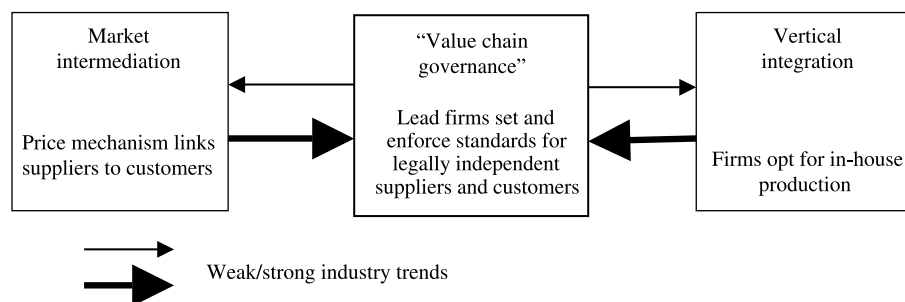 Market
intermediation
Price mechanism links
suppliers to customers
“Value chain
governance”
Lead firms set and
enforce standards for
legally independent
suppliers and customers
Vertical
integration
Firms opt for in-house
production
Weak/strong industry trends